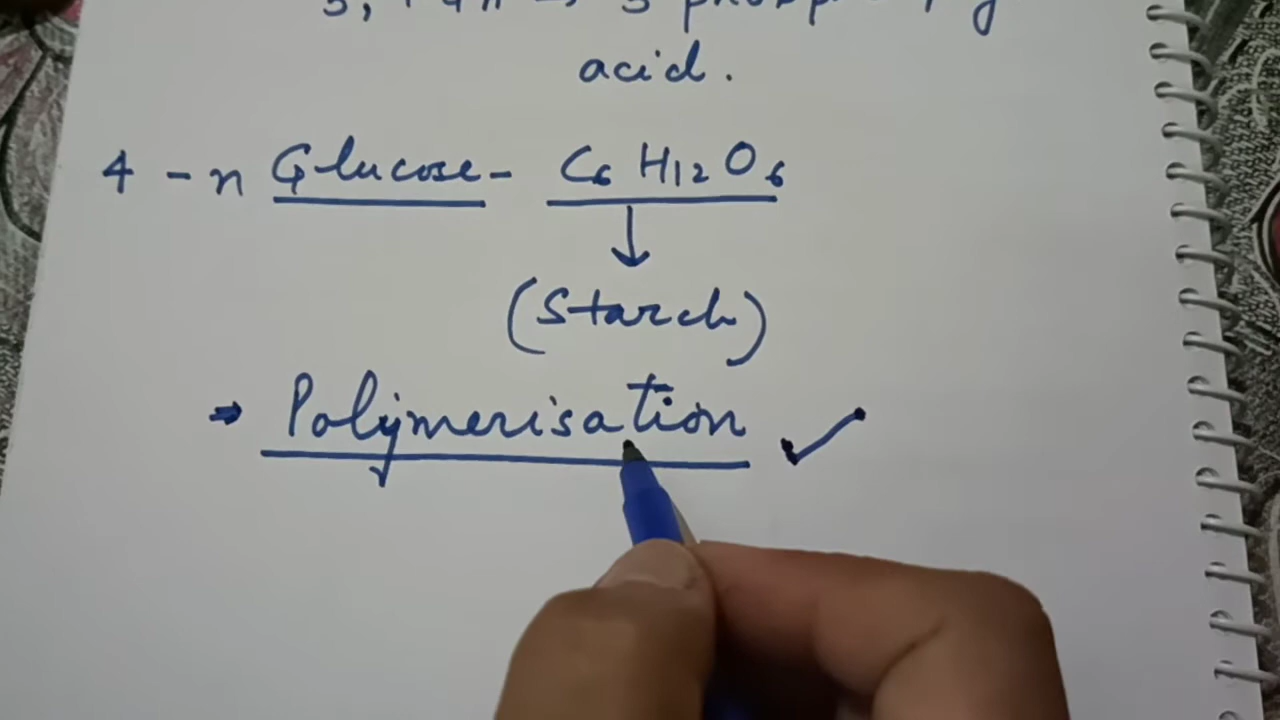 acid.
4 - n Glucose - C6 H12 O6
↓
(Starch)
→ Polymerisation ✓